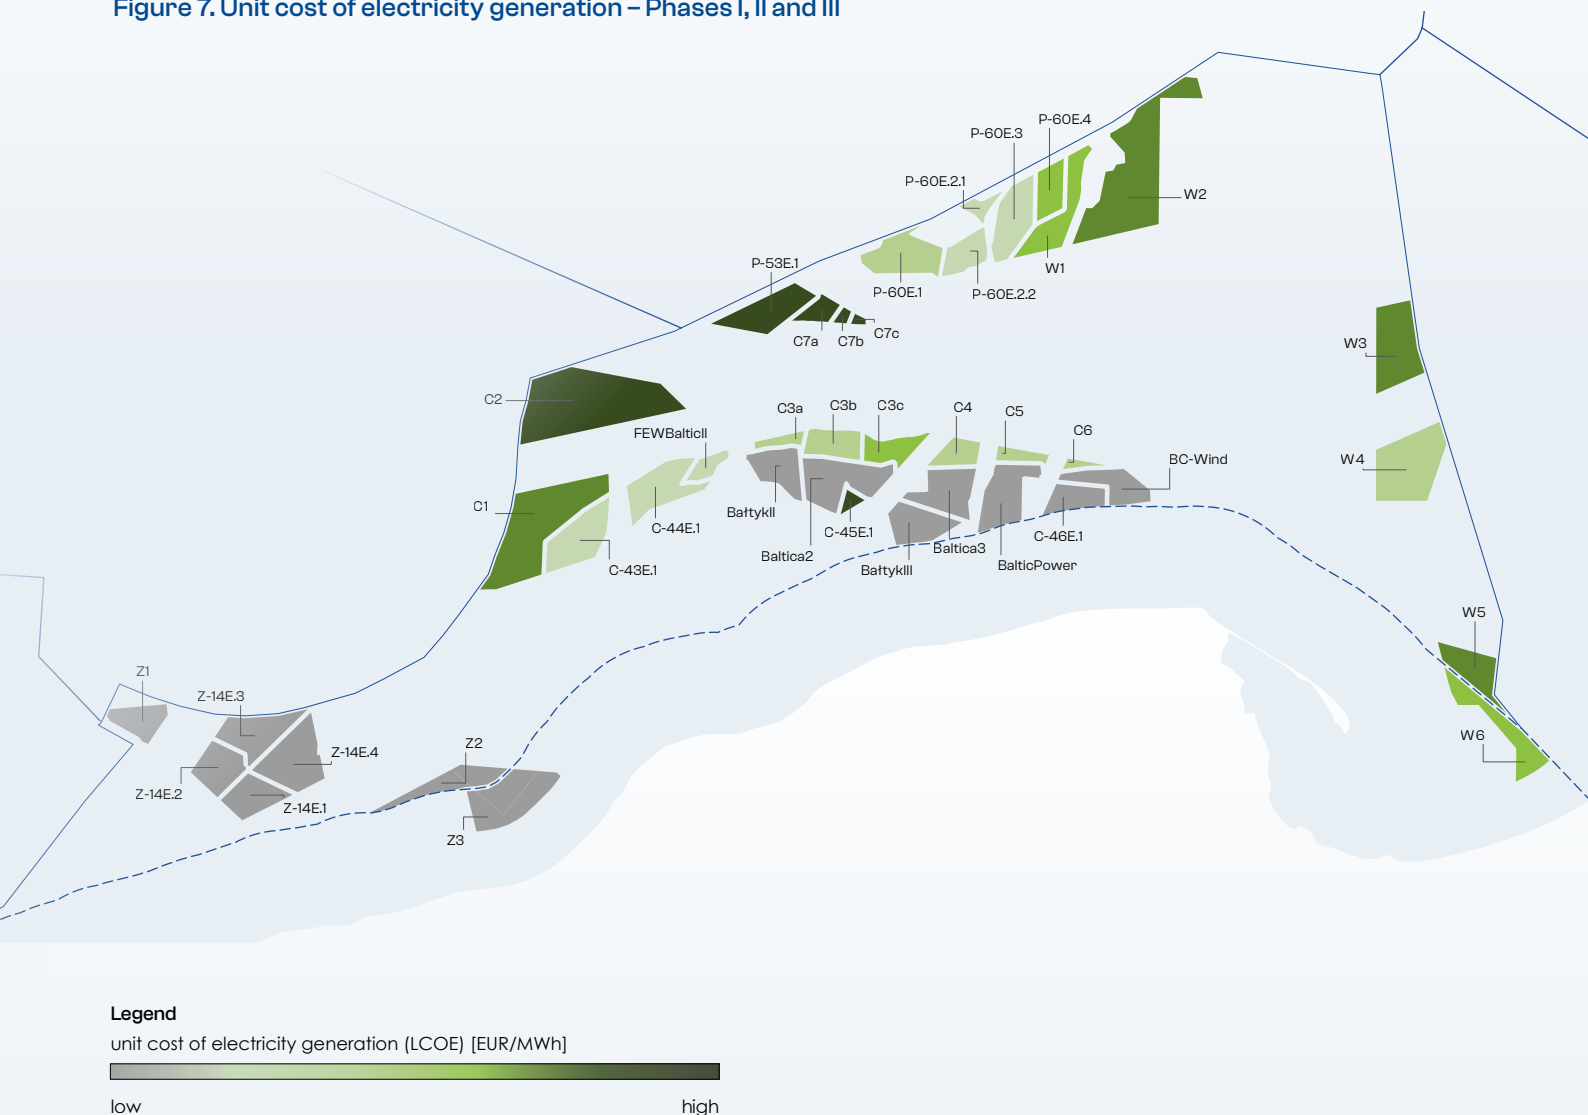 Figure 7. Unit cost of electricity generation – Phases I, II and III
P-60E.4
P-60E.3
P-60E.2.1
W2
W1
P-53E.1
P-60E.1
P-60E.2.2
C7a
C7b
C7c
W3
C2
C3a
C3b
C3c
C4
C5
C6
FEWBalticII
BC-Wind
W4
C1
BałtykII
C-44E.1
C-45E.1
C-46E.1
Baltica2
Baltica3
C-43E.1
BałtykIII
BalticPower
W5
Z1
Z-14E.3
W6
Z2
Z-14E.4
Z-14E.2
Z-14E.1
Z3
Legend
unit cost of electricity generation (LCOE) [EUR/MWh]
low
high